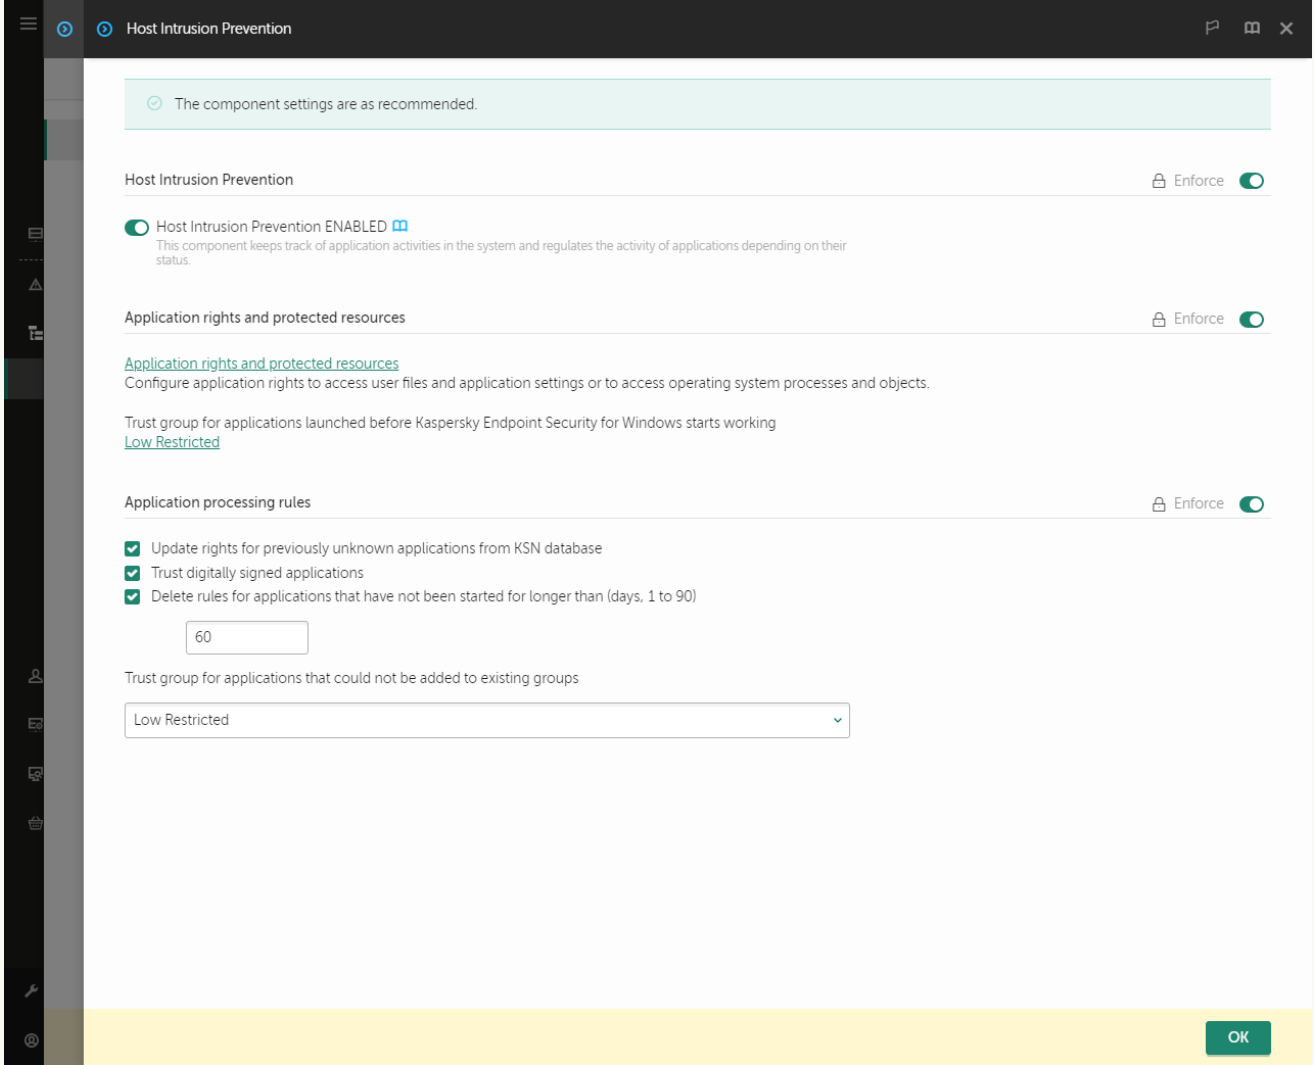 Host Intrusion Prevention
The component settings are as recommended.
Host Intrusion Prevention
Enforce
Host Intrusion Prevention ENABLED
This component keeps track of application activities in the system and regulates the activity of applications depending on their
status.
Application rights and protected resources
Enforce
Application rights and protected resources
Configure application rights to access user files and application settings or to access operating system processes and objects.
Trust group for applications launched before Kaspersky Endpoint Security for Windows starts working
Low Restricted
Application processing rules
Enforce
Update rights for previously unknown applications from KSN database
Trust digitally signed applications
Delete rules for applications that have not been started for longer than (days, 1 to 90)
60
Trust group for applications that could not be added to existing groups
Low Restricted
OK